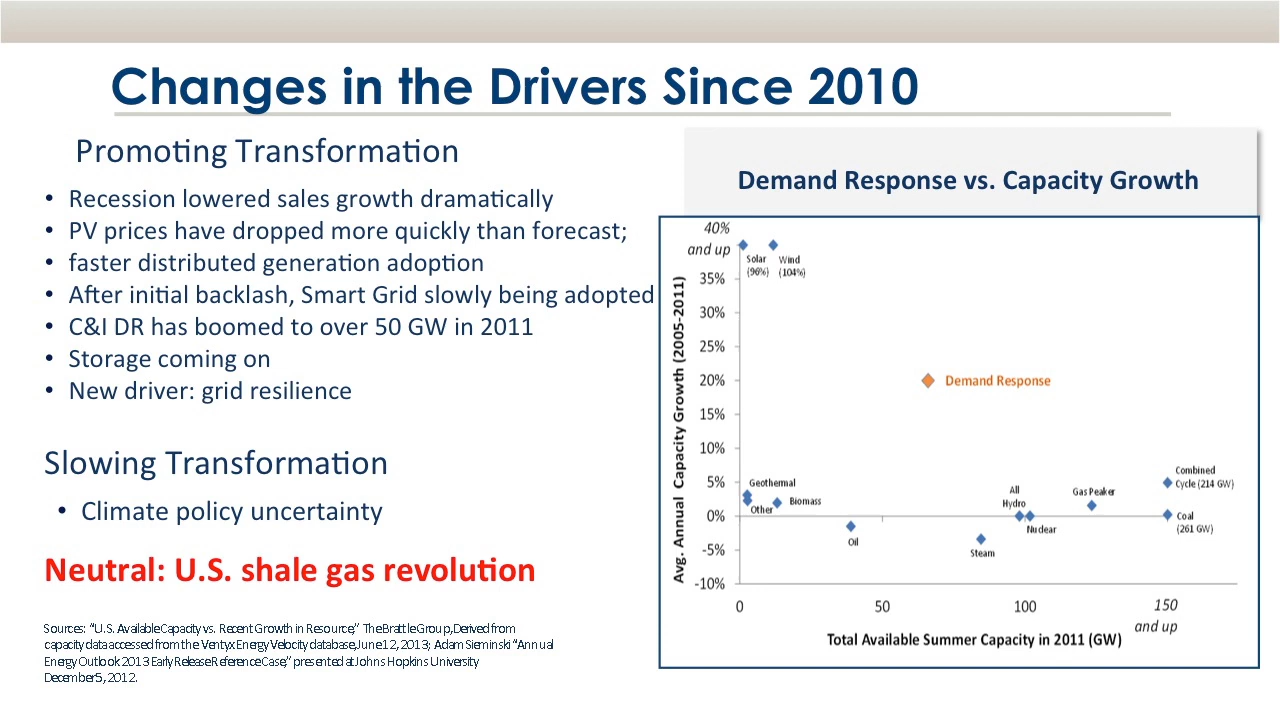 Changes in the Drivers Since 2010
Promoting Transformation
• Recession lowered sales growth dramatically
• PV prices have dropped more quickly than forecast;
• faster distributed generation adoption
• After initial backlash, Smart Grid slowly being adopted
• C&I DR has boomed to over 50 GW in 2011
• Storage coming on
• New driver: grid resilience
Slowing Transformation
• Climate policy uncertainty
Neutral: U.S. shale gas revolution
Sources: “U.S. Available Capacity vs. Recent Growth in Resource,” The Brattle Group, Derived from
capacity data accessed from the Ventyx Energy Velocity database, June 12, 2013; Adam Sieminski “Annual
Energy Outlook 2013 Early Release Reference Case,” presented at Johns Hopkins University
December 5, 2012.
Demand Response vs. Capacity Growth
Avg. Annual Capacity Growth (2005-2011)
40%
and up
35%
30%
25%
20%
15%
10%
5%
0%
-5%
-10%
Solar
(96%)
Wind
(104%)
Demand Response
Geothermal
Other
Biomass
Oil
Steam
All
Hydro
Nuclear
Gas Peaker
Combined
Cycle (214 GW)
Coal
(261 GW)
0
50
100
150
and up
Total Available Summer Capacity in 2011 (GW)